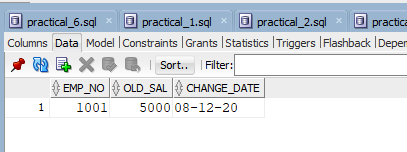 practical_6.sql practical_1.sql practical_2.sql practical
Columns Data Model Constraints Grants Statistics Triggers Flashback Deper
Sort.. Filter:
EMP_NO OLD_SAL CHANGE_DATE
1 1001 5000 08-12-20